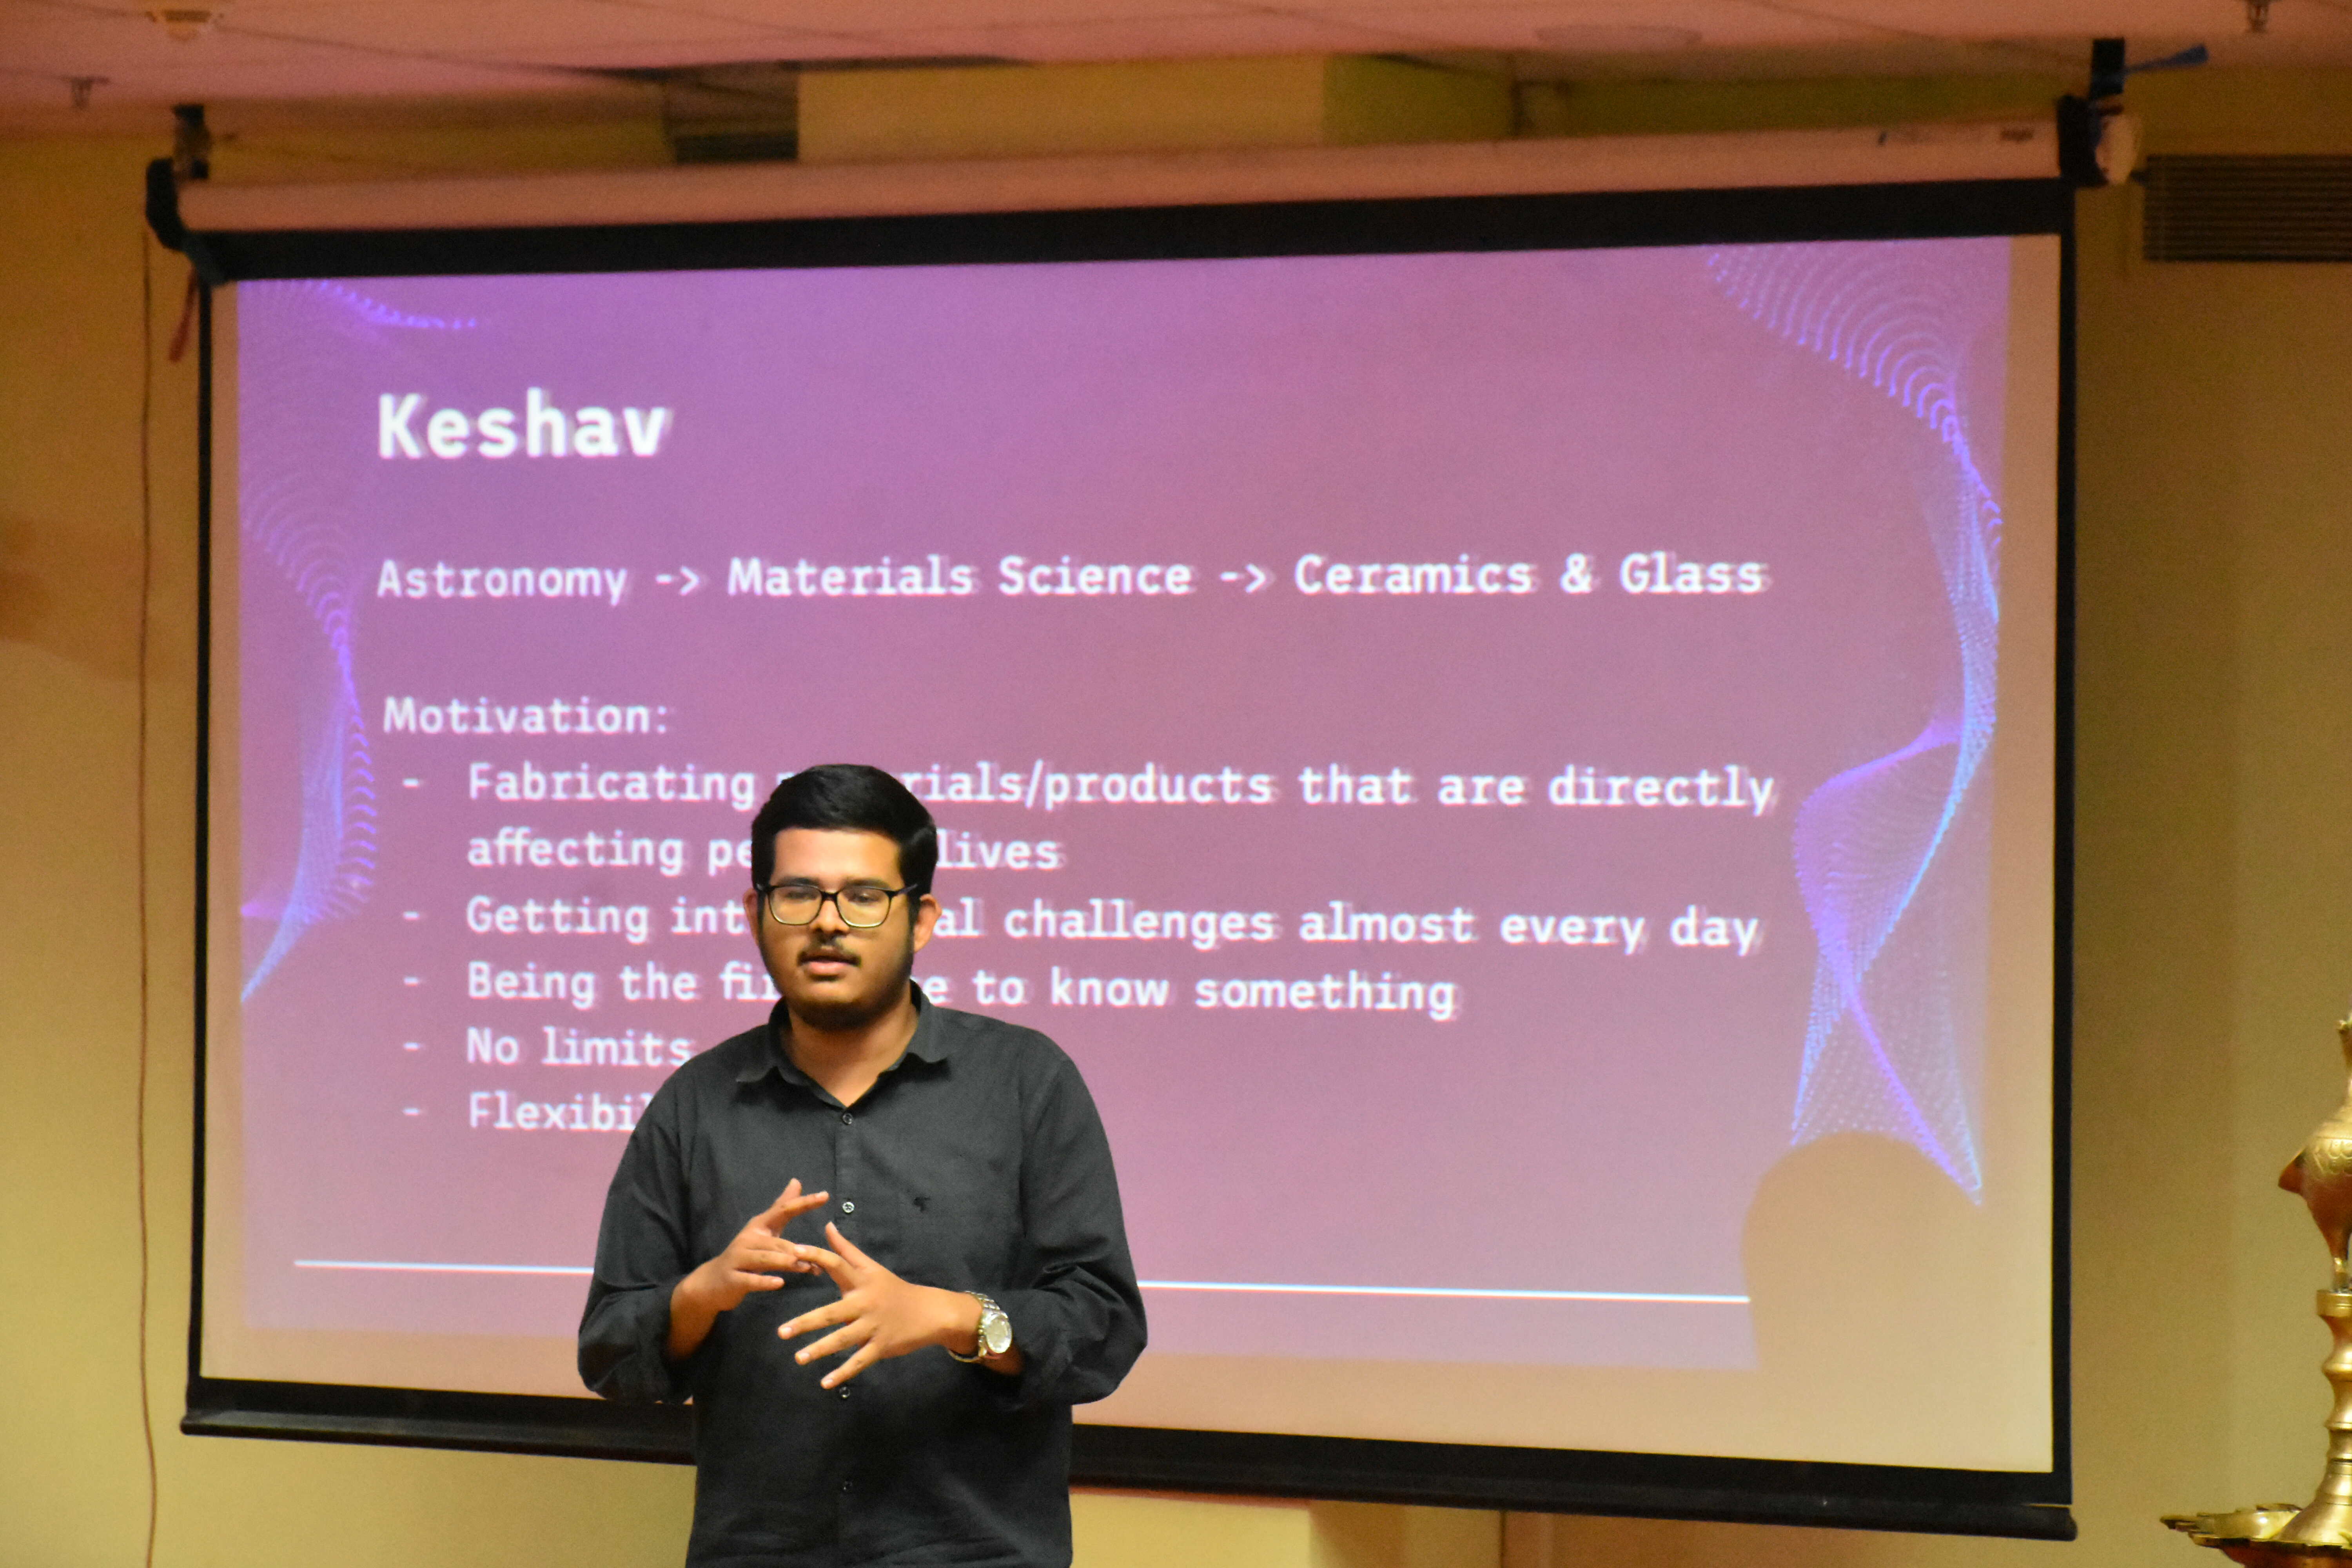 Keshav
Astronomy -> Materials Science -> Ceramics & Glass
Motivation:
- Fabricating that are directly
affecting lives
- Getting challenges almost every day
- Being the to know something
- No limits
-